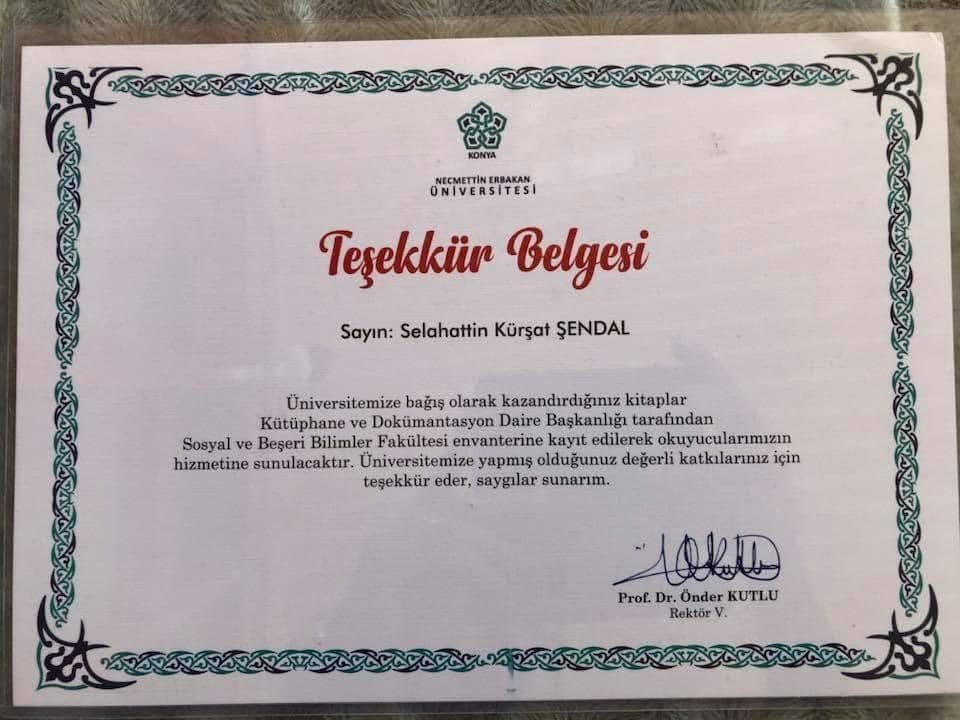 KONYA
NECMETTİN ERBAKAN
ÜNİVERSİTESİ
Teşekkür Belgesi
Sayın: Selahattin Kürşat ŞENDAL
Üniversitemize bağış olarak kazandırdığınız kitaplar
Kütüphane ve Dokümantasyon Daire Başkanlığı tarafından
Sosyal ve Beşeri Bilimler Fakültesi envanterine kayıt edilerek okuyucularımızın
hizmetine sunulacaktır. Üniversitemize yapmış olduğunuz değerli katkılarınız için
teşekkür eder, saygılar sunarım.
Prof. Dr. Önder KUTLU
Rektör V.